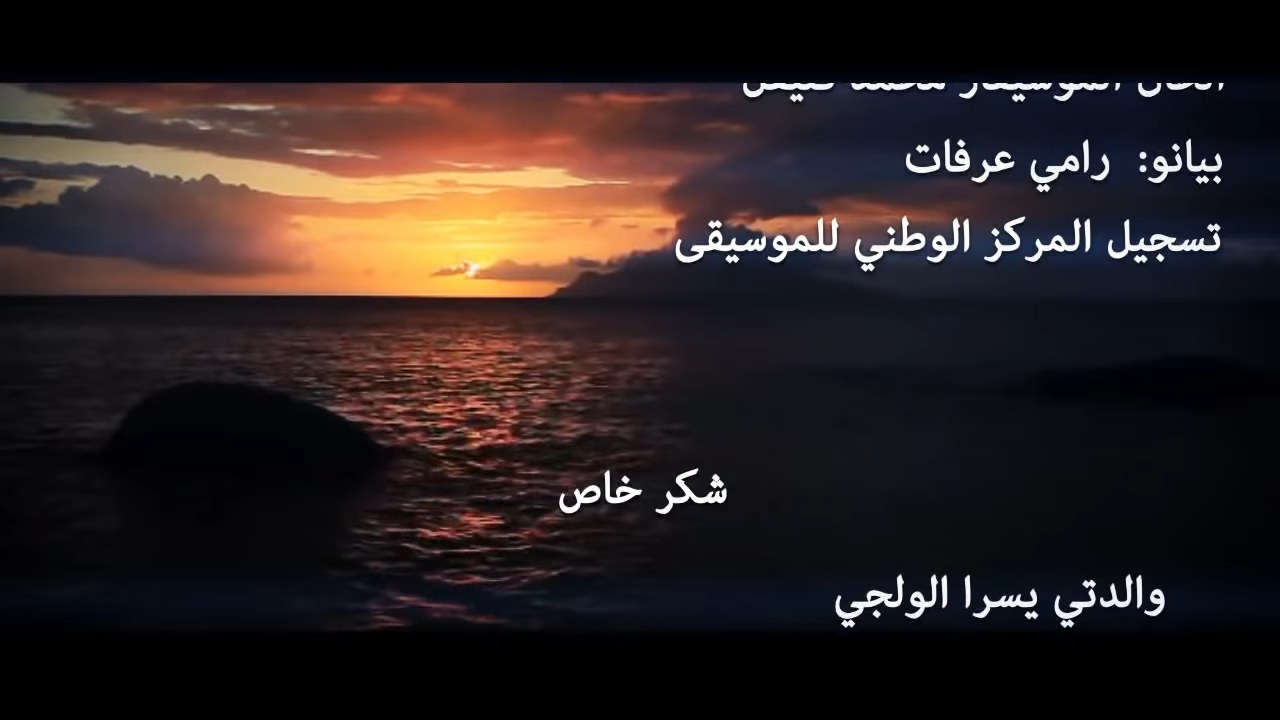 بيانو: رامي عرفات
تسجيل المركز الوطني للموسيقى
شكر خاص
والدتي يسرا الولجي